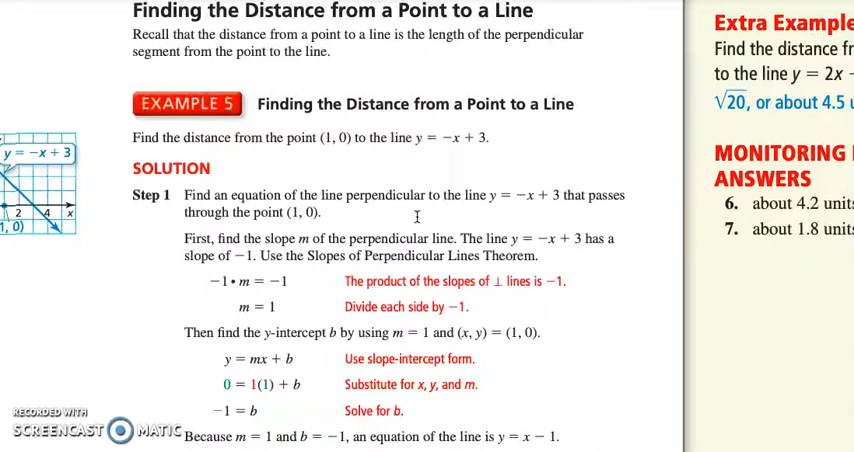 Finding the Distance from a Point to a Line
Recall that the distance from a point to a line is the length of the perpendicular
segment from the point to the line.
EXAMPLE 5 Finding the Distance from a Point to a Line
Find the distance from the point (1, 0) to the line y = −x + 3.
SOLUTION
Step 1 Find an equation of the line perpendicular to the line y = −x + 3 that passes
through the point (1, 0).
First, find the slope m of the perpendicular line. The line y = −x + 3 has a
slope of −1. Use the Slopes of Perpendicular Lines Theorem.
−1 • m = −1 The product of the slopes of ⊥ lines is −1.
m = 1 Divide each side by −1.
Then find the y-intercept b by using m = 1 and (x, y) = (1, 0).
y = mx + b Use slope-intercept form.
0 = 1(1) + b Substitute for x, y, and m.
−1 = b Solve for b.
Because m = 1 and b = −1, an equation of the line is y = x − 1.
y = −x + 3
2 4 x
1, 0)
RECORDED WITH
SCREENCAST MATIC
Extra Example
Find the distance fr
to the line y = 2x −
√20, or about 4.5 u
MONITORING
ANSWERS
6. about 4.2 units
7. about 1.8 units